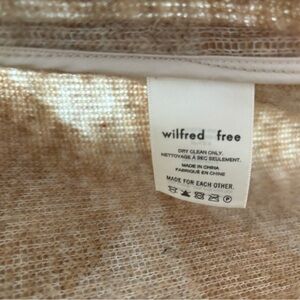 wilfred free
DRY CLEAN ONLY.
NETTOYAGE À SEC SEULEMENT.
MADE IN CHINA
FABRIQUÉ EN CHINE
MADE FOR EACH OTHER.